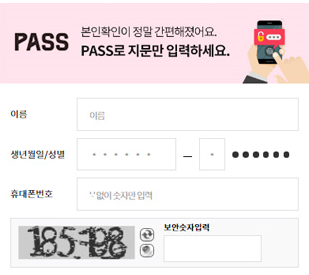 PASS
본인확인이 정말 간편해졌어요.
PASS로 지문만 입력하세요.
이름
이름
생년월일/성별
* * * * * * — * ●●●●●●
휴대폰번호
'-'없이 숫자만 입력
보안숫자입력